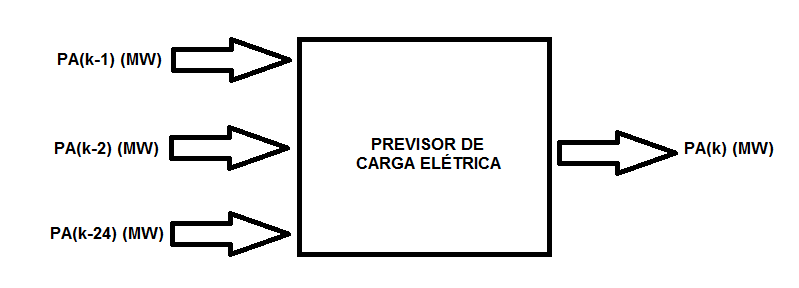 PA(k-1) (MW)
PA(k-2) (MW)
PA(k-24) (MW)
PREVISOR DE
CARGA ELÉTRICA
PA(k) (MW)